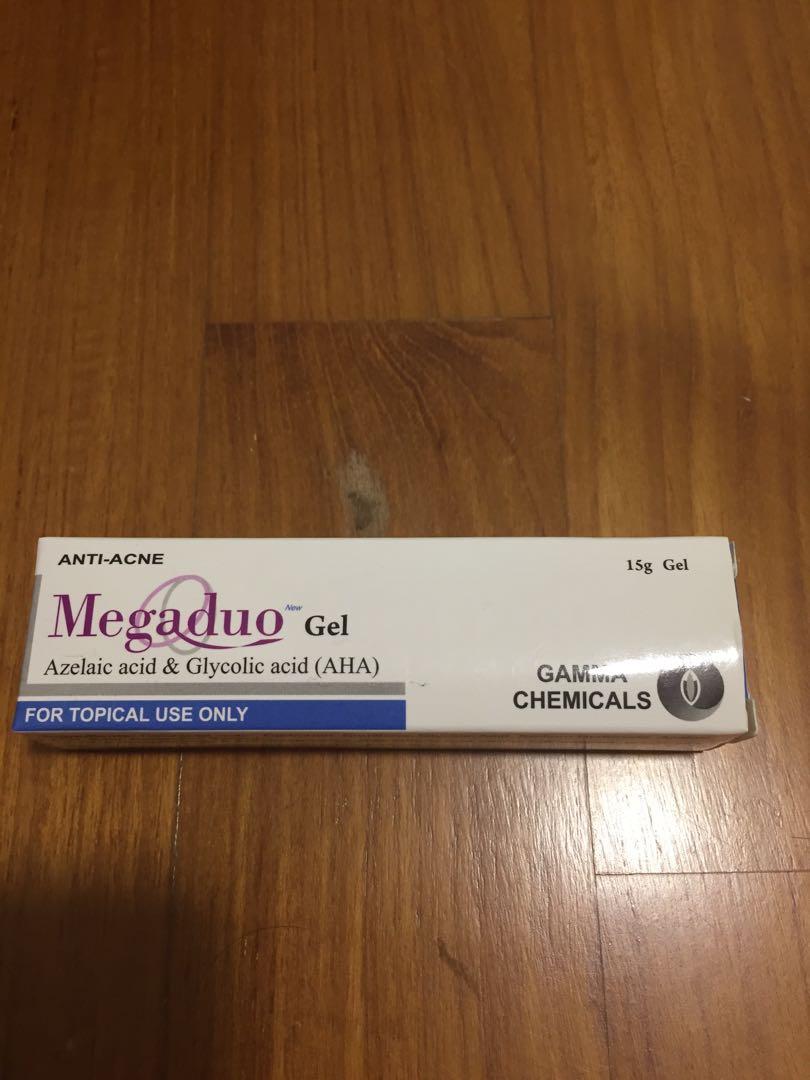 ANTI-ACNE
15g Gel
Megaduo New Gel
Azelaic acid & Glycolic acid (AHA)
GAMMA
CHEMICALS
FOR TOPICAL USE ONLY